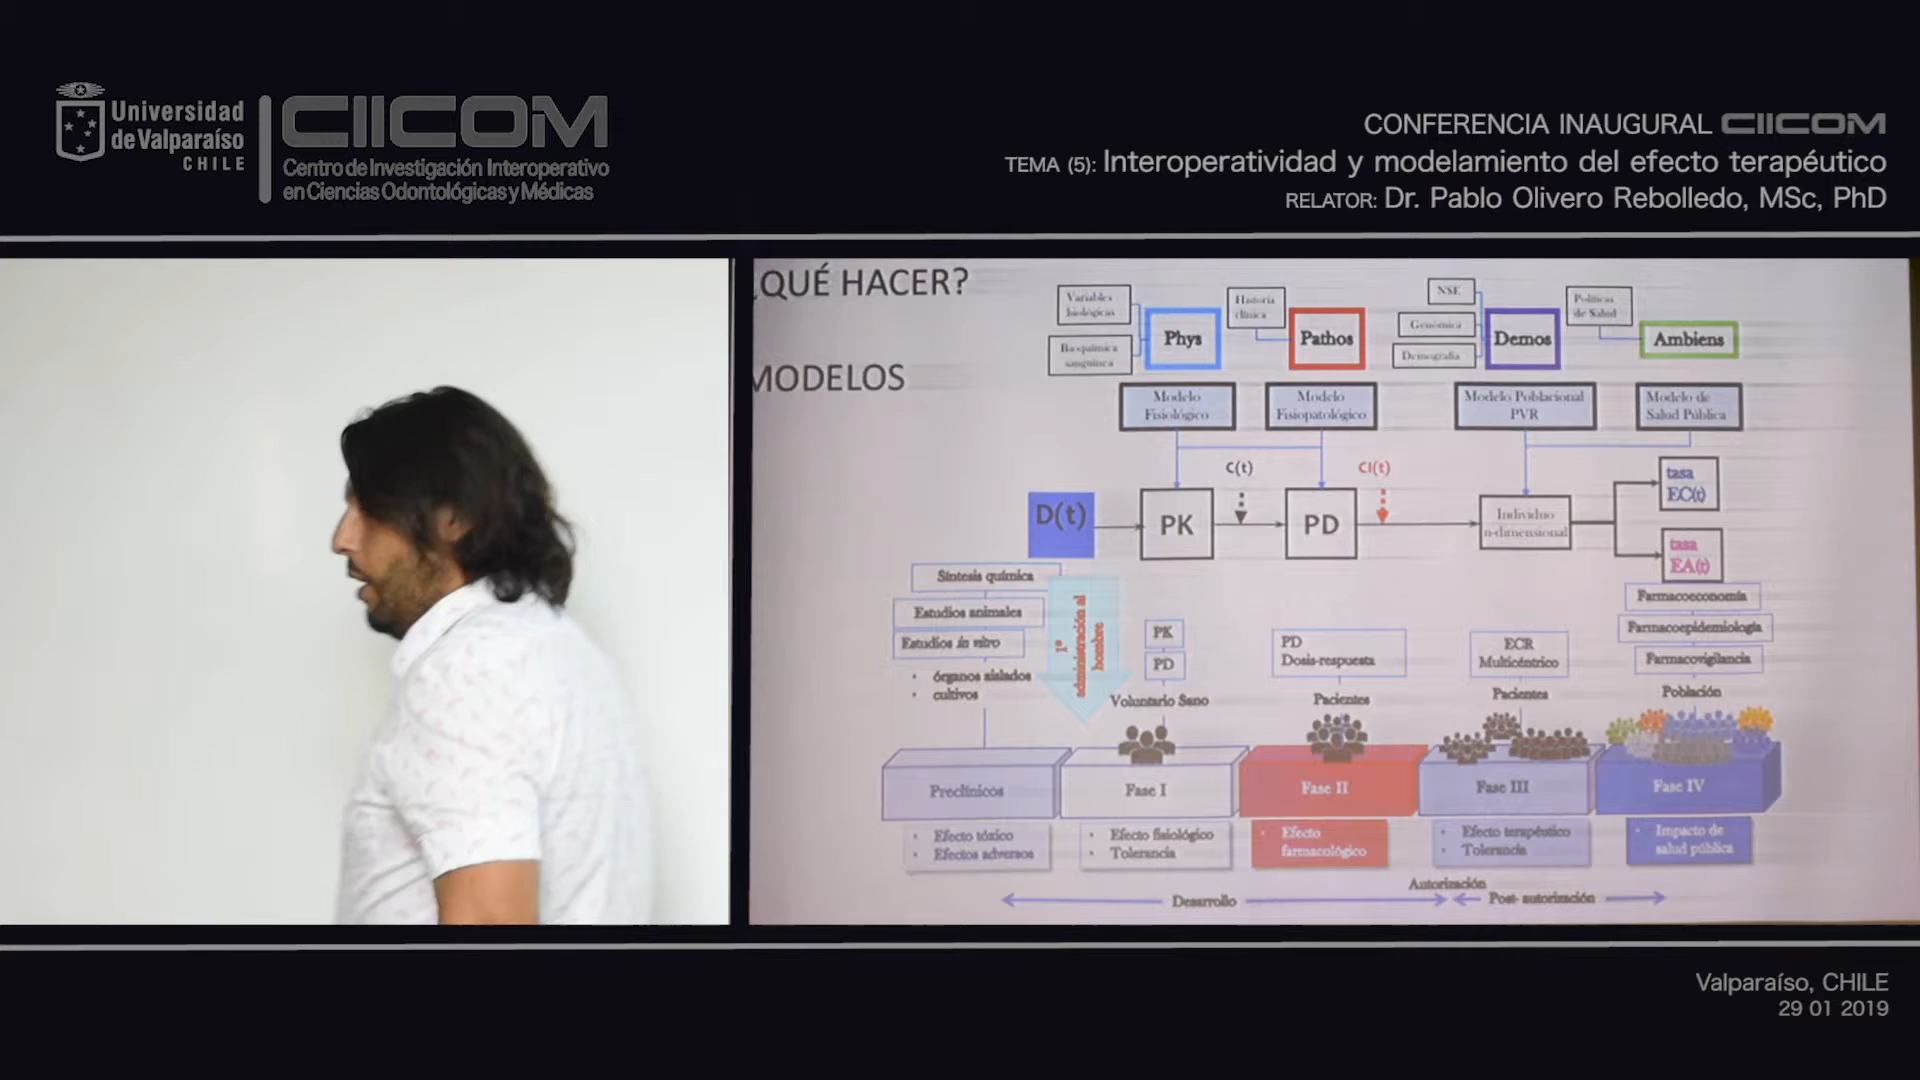 Universidad
de Valparaíso
CHILE
CIICOM
Centro de Investigación Interoperativo
en Ciencias Odontológicas y Médicas
CONFERENCIA INAUGURAL CIICOM
TEMA (5): Interoperatividad y modelamiento del efecto terapéutico
RELATOR: Dr. Pablo Olivero Rebolledo, MSc, PhD
¿QUÉ HACER?
MODELOS
Variables
biológicas
Bioquímica
sanguínea
Phys
Historia
clínica
Pathos
NSE
Genómica
Demografía
Demos
Políticas
de Salud
Ambiens
Modelo
Fisiológico
Modelo
Fisiopatológico
Modelo Poblacional
PVR
Modelo de
Salud Pública
D(t)
PK
C(t)
PD
CI(t)
Individuo
n-dimensional
tasa
EC(t)
tasa
EA(t)
Síntesis química
Estudios animales
Estudios in vitro
• órganos aislados
• cultivos
1ª
administración al
hombre
PK
PD
Voluntario Sano
PD
Dosis-respuesta
Pacientes
ECR
Multicéntrico
Pacientes
Farmacoeconomía
Farmacoepidemiología
Farmacovigilancia
Población
Preclínicos
Fase I
Fase II
Fase III
Fase IV
• Efecto tóxico
• Efectos adversos
• Efecto fisiológico
• Tolerancia
• Efecto
farmacológico
• Efecto terapéutico
• Tolerancia
• Impacto de
salud pública
Desarrollo
Autorización
Post- autorización
Valparaíso, CHILE
29 01 2019